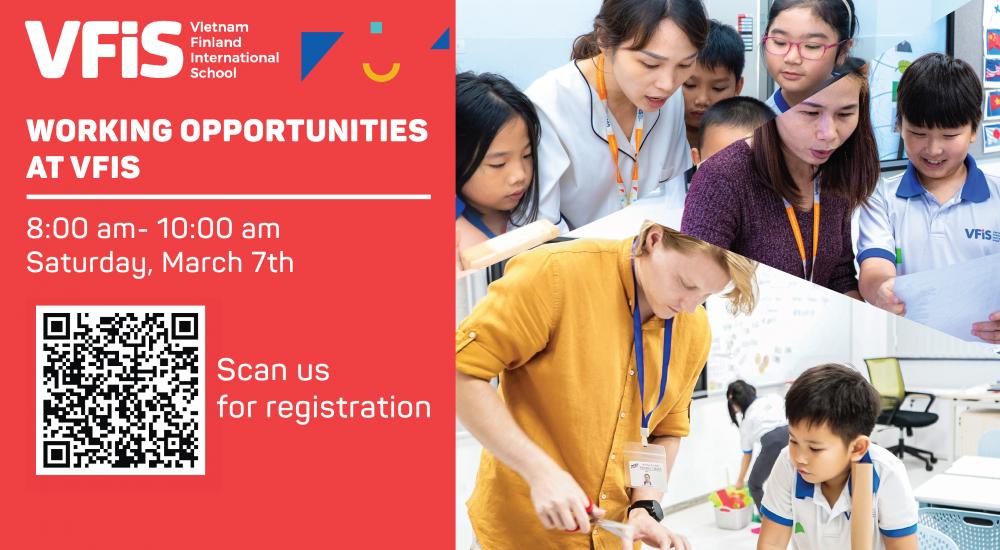 VFiS
Vietnam
Finland
International
School
WORKING OPPORTUNITIES
AT VFIS
8:00 am- 10:00 am
Saturday, March 7th
Scan us
for registration
VFiS